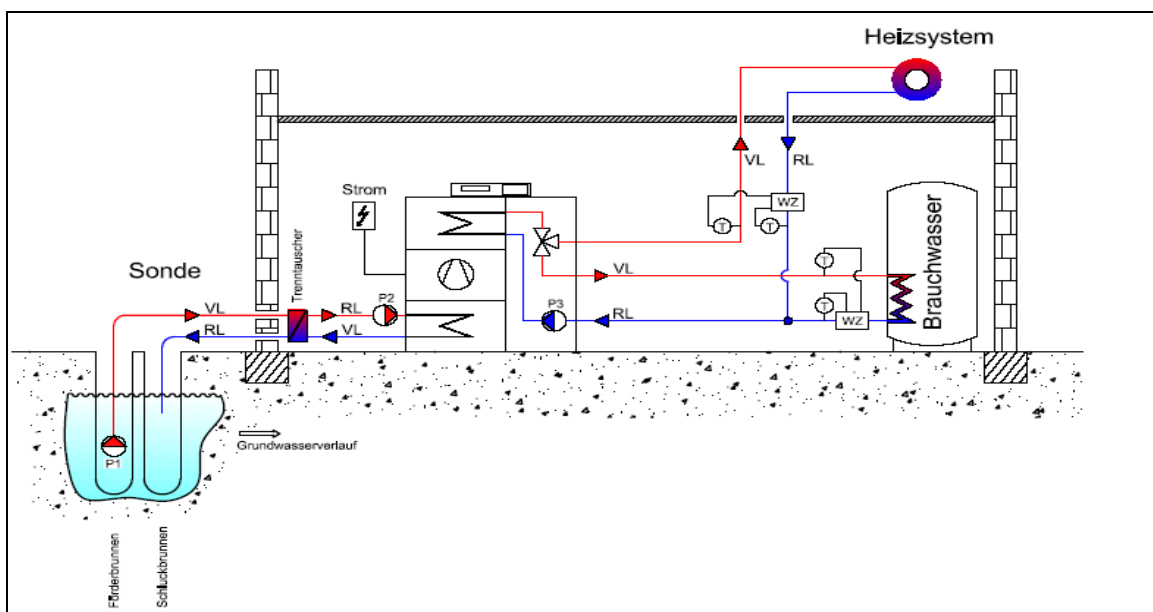 Heizsystem
VL
RL
Strom
WZ
T
T
Sonde
Trenntauscher
T
VL
Brauchwasser
VL
RL
P2
P3
T
RL
VL
RL
WZ
Grundwasserverlauf
P1
Förderbrunnen
Schluckbrunnen